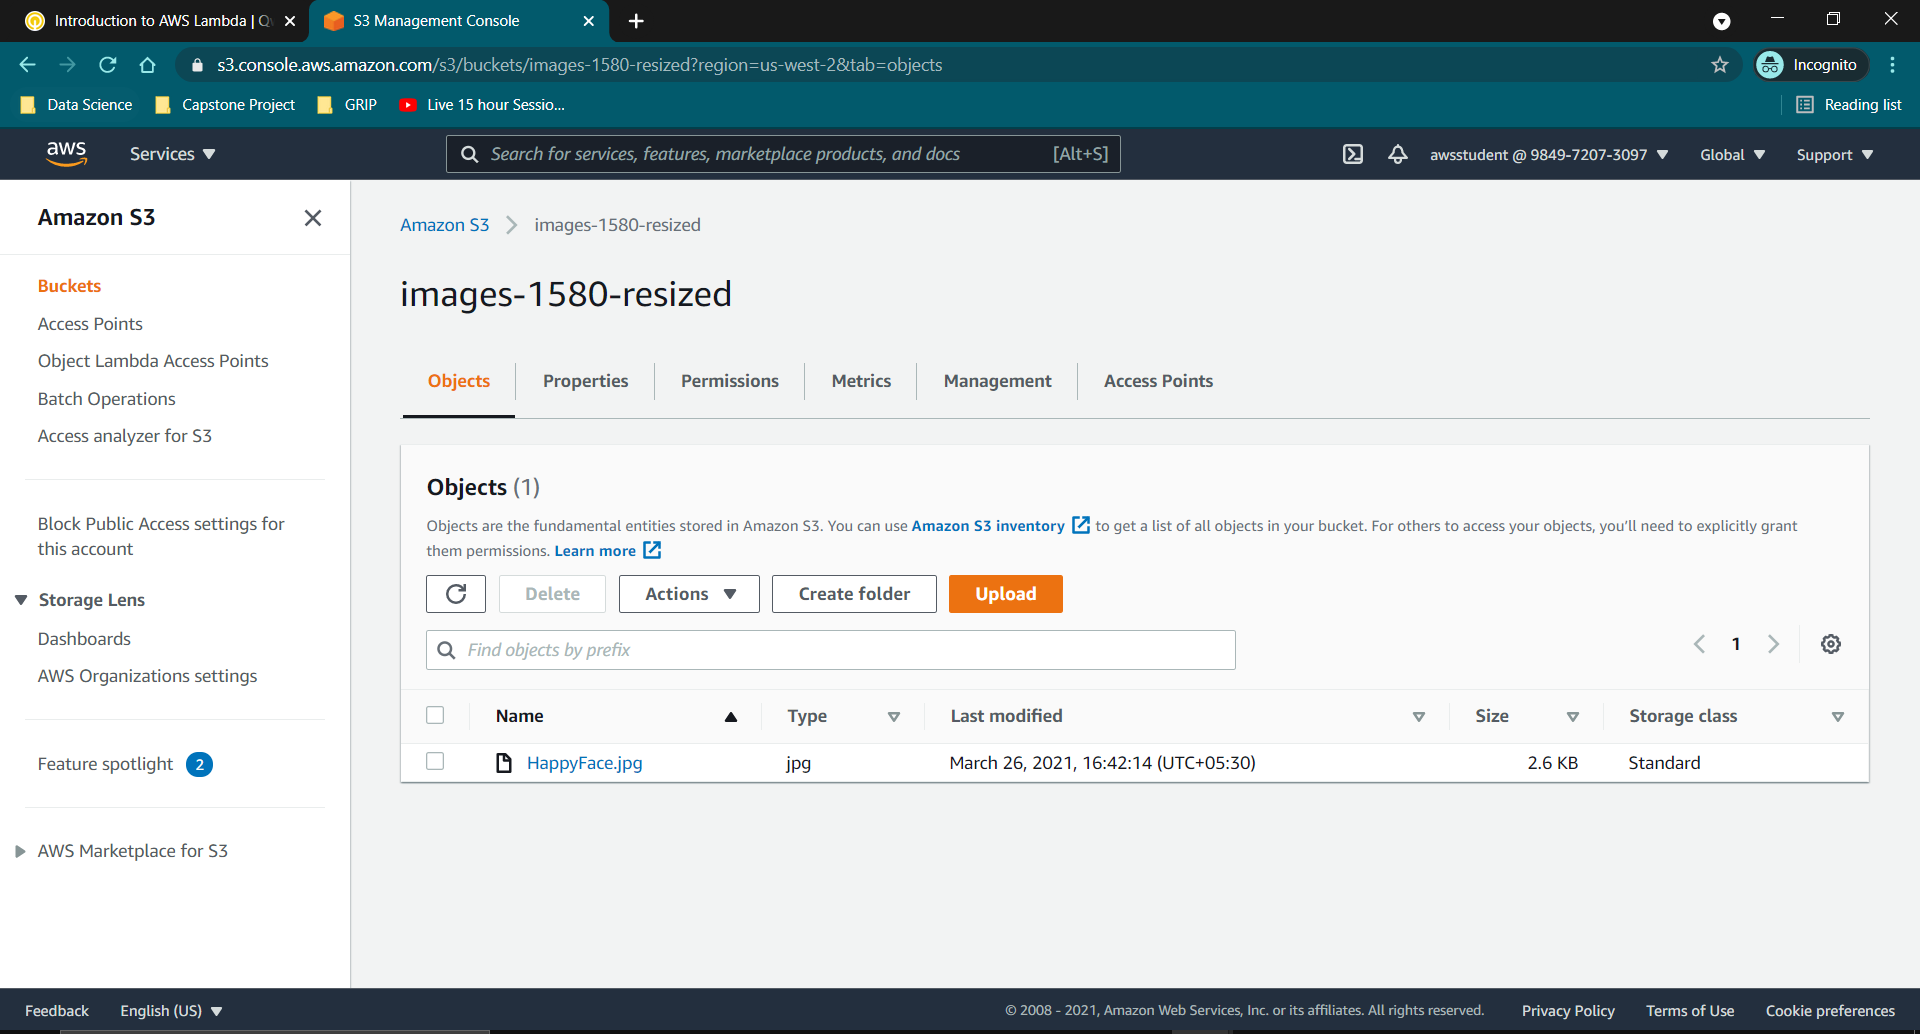 Introduction to AWS Lambda | Q
S3 Management Console
s3.console.aws.amazon.com/s3/buckets/images-1580-resized?region=us-west-2&tab=objects
Incognito
Data Science
Capstone Project
GRIP
Live 15 hour Sessio...
Reading list
aws
Services
Search for services, features, marketplace products, and docs
[Alt+S]
awsstudent @ 9849-7207-3097
Global
Support
Amazon S3
Buckets
Access Points
Object Lambda Access Points
Batch Operations
Access analyzer for S3
Block Public Access settings for
this account
Storage Lens
Dashboards
AWS Organizations settings
Feature spotlight 2
AWS Marketplace for S3
Amazon S3
images-1580-resized
images-1580-resized
Objects
Properties
Permissions
Metrics
Management
Access Points
Objects (1)
Objects are the fundamental entities stored in Amazon S3. You can use Amazon S3 inventory to get a list of all objects in your bucket. For others to access your objects, you'll need to explicitly grant
them permissions. Learn more
Delete
Actions
Create folder
Upload
Find objects by prefix
1
Name
Type
Last modified
Size
Storage class
HappyFace.jpg
jpg
March 26, 2021, 16:42:14 (UTC+05:30)
2.6 KB
Standard
Feedback
English (US)
© 2008 - 2021, Amazon Web Services, Inc. or its affiliates. All rights reserved.
Privacy Policy
Terms of Use
Cookie preferences